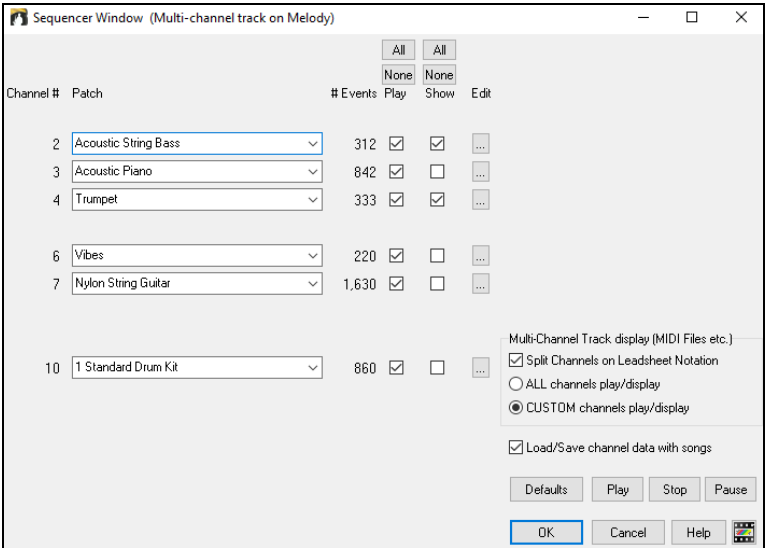 Sequencer Window (Multi-channel track on Melody)
All All
None None
Channel # Patch # Events Play Show Edit
2 Acoustic String Bass 312 ...
3 Acoustic Piano 842 ...
4 Trumpet 333 ...
6 Vibes 220 ...
7 Nylon String Guitar 1,630 ...
Multi-Channel Track display (MIDI Files etc.)
Split Channels on Leadsheet Notation
10 1 Standard Drum Kit 860 ...
ALL channels play/display
CUSTOM channels play/display
Load/Save channel data with songs
Defaults Play Stop Pause
OK Cancel Help